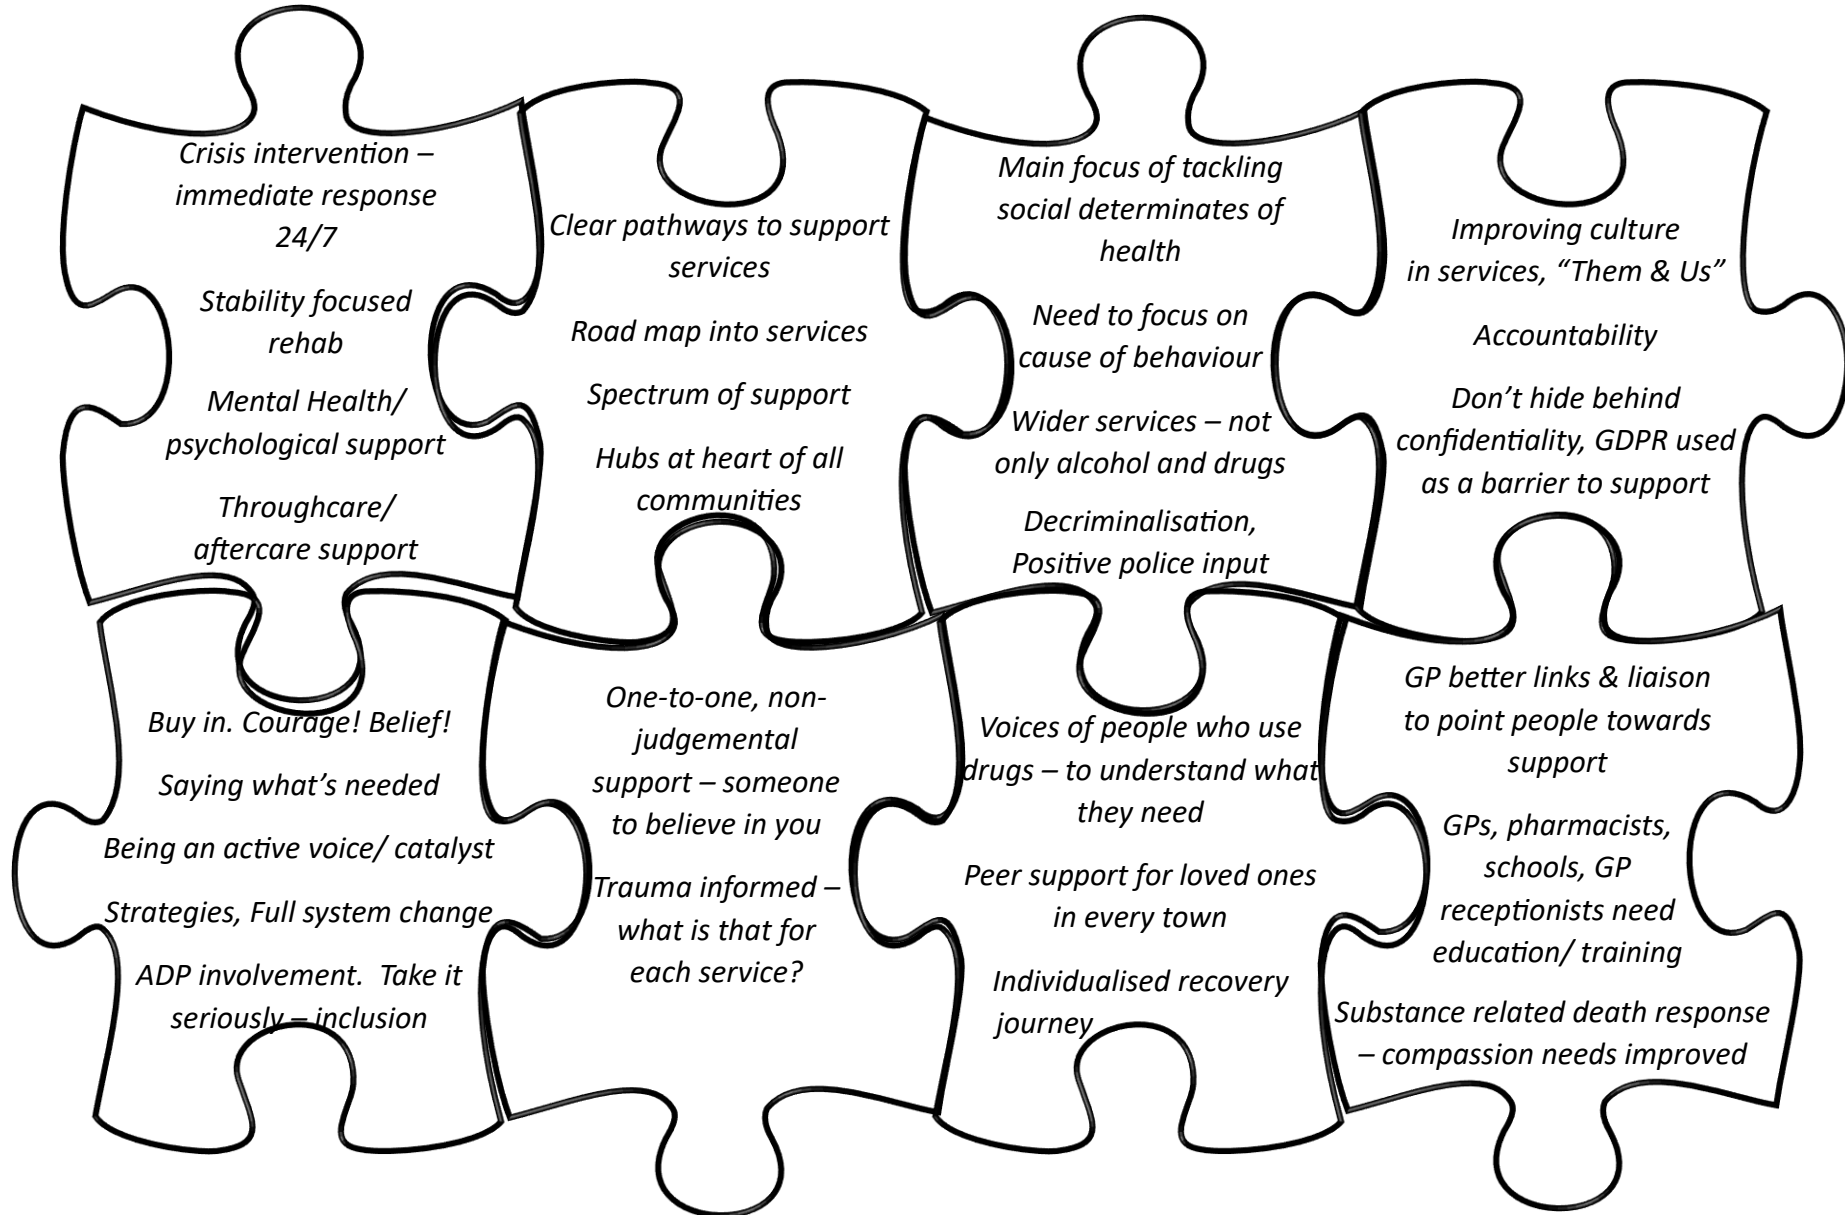 Crisis intervention –
immediate response
24/7
Stability focused
rehab
Mental Health/
psychological support
Throughcare/
aftercare support
Clear pathways to support
services
Road map into services
Spectrum of support
Hubs at heart of all
communities
Main focus of tackling
social determinates of
health
Need to focus on
cause of behaviour
Wider services – not
only alcohol and drugs
Decriminalisation,
Positive police input
Improving culture
in services, “Them & Us”
Accountability
Don’t hide behind
confidentiality, GDPR used
as a barrier to support
Buy in. Courage! Belief!
Saying what’s needed
Being an active voice/ catalyst
Strategies, Full system change
ADP involvement.  Take it
seriously – inclusion
One-to-one, non-
judgemental
support – someone
to believe in you
Trauma informed –
what is that for
each service?
Voices of people who use
drugs – to understand what
they need
Peer support for loved ones
in every town
Individualised recovery
journey
GP better links & liaison
to point people towards
support
GPs, pharmacists,
schools, GP
receptionists need
education/ training
Substance related death response
– compassion needs improved